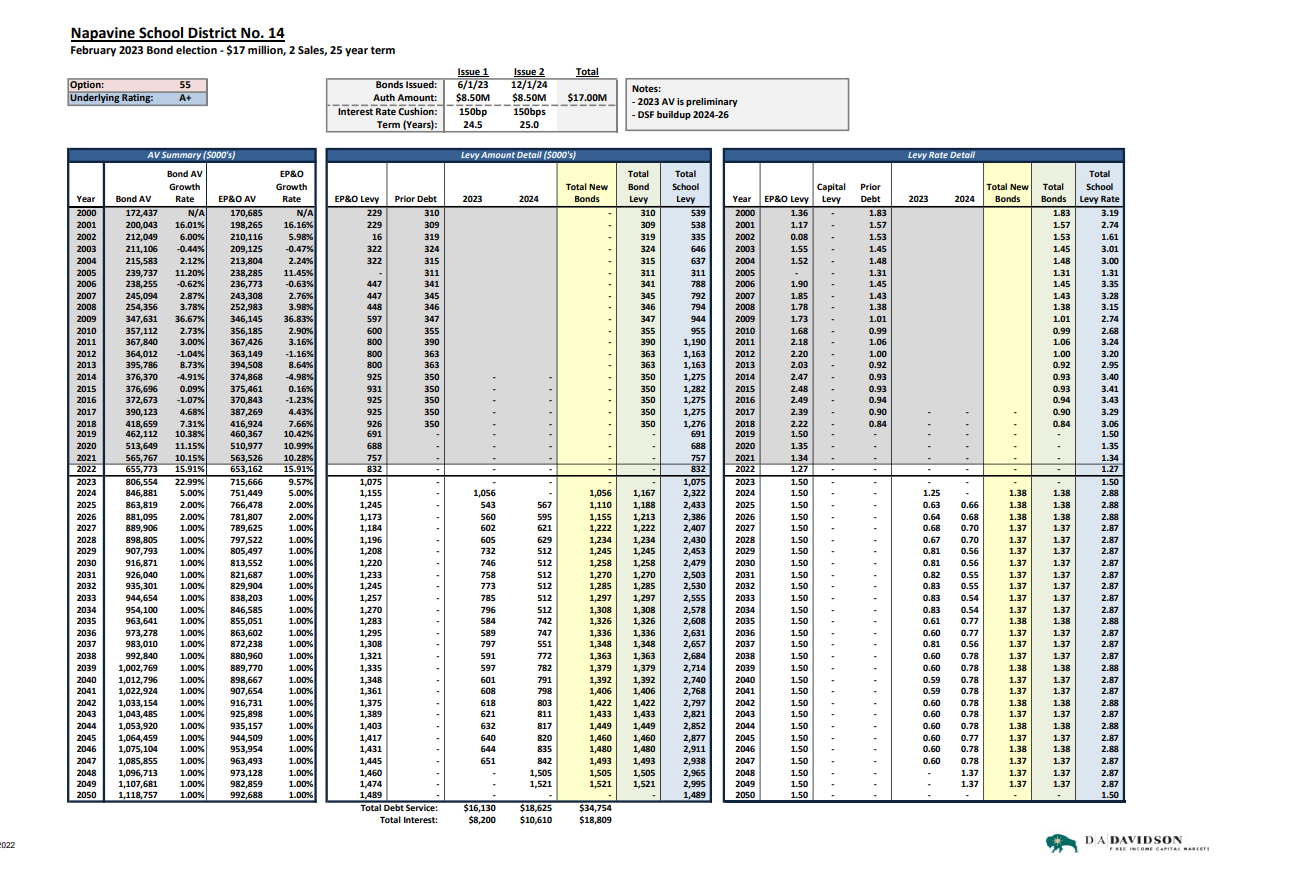 Napavine School District No. 14
February 2023 Bond election - $17 million, 2 Sales, 25 year term
Issue 1 Issue 2 Total
Option: 55
Underlying Rating: A+
Bonds Issued: 6/1/23 12/1/24
Auth Amount: $8.50M $8.50M $17.00M
Interest Rate Cushion: 150bp 150bps
Term (Years): 24.5 25.0
Notes:
- 2023 AV is preliminary
- DSF buildup 2024-26
AV Summary ($000's) Levy Amount Detail ($000's) Levy Rate Detail
Year Bond AV Bond AV Growth Rate EP&O AV EP&O Growth Rate EP&O Levy Prior Debt 2023 2024 Total New Bonds Total Bond Levy Total School Levy Year EP&O Levy Capital Levy Prior Debt 2023 2024 Total New Bonds Total Bonds Total School Levy Rate
2000 172,437 N/A 170,685 N/A 229 310 - 310 539 2000 1.36 - 1.83 1.83 3.19
2001 200,043 16.01% 198,265 16.16% 229 309 - 309 538 2001 1.17 - 1.57 1.57 2.74
2002 212,049 6.00% 210,116 5.98% 16 319 - 319 335 2002 0.08 - 1.53 1.53 1.61
2003 211,106 -0.44% 209,125 -0.47% 322 324 - 324 646 2003 1.55 - 1.45 1.45 3.01
2004 215,583 2.12% 213,804 2.24% 322 315 - 315 637 2004 1.52 - 1.48 1.48 3.00
2005 239,737 11.20% 238,285 11.45% - 311 - 311 311 2005 - - 1.31 1.31 1.31
2006 238,255 -0.62% 236,773 -0.63% 447 341 - 341 788 2006 1.90 - 1.45 1.45 3.35
2007 245,094 2.87% 243,308 2.76% 447 345 - 345 792 2007 1.85 - 1.43 1.43 3.28
2008 254,356 3.78% 252,983 3.98% 448 346 - 346 794 2008 1.78 - 1.38 1.38 3.15
2009 347,631 36.67% 346,145 36.83% 597 347 - 347 944 2009 1.73 - 1.01 1.01 2.74
2010 357,112 2.73% 356,185 2.90% 600 355 - 355 955 2010 1.68 - 0.99 0.99 2.68
2011 367,840 3.00% 367,426 3.16% 800 390 - 390 1,190 2011 2.18 - 1.06 1.06 3.24
2012 364,012 -1.04% 363,149 -1.16% 800 363 - 363 1,163 2012 2.20 - 1.00 1.00 3.20
2013 395,786 8.73% 394,508 8.64% 800 363 - 363 1,163 2013 2.03 - 0.92 0.92 2.95
2014 376,370 -4.91% 374,868 -4.98% 925 350 - - - 350 1,275 2014 2.47 - 0.93 0.93 3.40
2015 376,696 0.09% 375,461 0.16% 931 350 - - - 350 1,282 2015 2.48 - 0.93 0.93 3.41
2016 372,673 -1.07% 370,843 -1.23% 925 350 - - - 350 1,275 2016 2.49 - 0.94 0.94 3.43
2017 390,123 4.68% 387,269 4.43% 925 350 - - - 350 1,275 2017 2.39 - 0.90 - - - 0.90 3.29
2018 418,659 7.31% 416,924 7.66% 926 350 - - - 350 1,276 2018 2.22 - 0.84 - - - 0.84 3.06
2019 462,112 10.38% 460,367 10.42% 691 - - - - - 691 2019 1.50 - - - - - - 1.50
2020 513,649 11.15% 510,977 10.99% 688 - - - - - 688 2020 1.35 - - - - - - 1.35
2021 565,767 10.15% 563,526 10.28% 757 - - - - - 757 2021 1.34 - - - - - - 1.34
2022 655,773 15.91% 653,162 15.91% 832 - - - - - 832 2022 1.27 - - - - - - 1.27
2023 806,554 22.99% 715,666 9.57% 1,075 - - - - - 1,075 2023 1.50 - - - - - - 1.50
2024 846,881 5.00% 751,449 5.00% 1,155 - 1,056 - 1,056 1,167 2,322 2024 1.50 - - 1.25 - 1.38 1.38 2.88
2025 863,819 2.00% 766,478 2.00% 1,245 - 543 567 1,110 1,188 2,433 2025 1.50 - - 0.63 0.66 1.38 1.38 2.88
2026 881,095 2.00% 781,807 2.00% 1,173 - 560 595 1,155 1,213 2,386 2026 1.50 - - 0.64 0.68 1.38 1.38 2.88
2027 889,906 1.00% 789,625 1.00% 1,184 - 602 621 1,222 1,222 2,407 2027 1.50 - - 0.68 0.70 1.37 1.37 2.87
2028 898,805 1.00% 797,522 1.00% 1,196 - 605 629 1,234 1,234 2,430 2028 1.50 - - 0.67 0.70 1.37 1.37 2.87
2029 907,793 1.00% 805,497 1.00% 1,208 - 732 512 1,245 1,245 2,453 2029 1.50 - - 0.81 0.56 1.37 1.37 2.87
2030 916,871 1.00% 813,552 1.00% 1,220 - 746 512 1,258 1,258 2,479 2030 1.50 - - 0.81 0.56 1.37 1.37 2.87
2031 926,040 1.00% 821,687 1.00% 1,233 - 758 512 1,270 1,270 2,503 2031 1.50 - - 0.82 0.55 1.37 1.37 2.87
2032 935,301 1.00% 829,904 1.00% 1,245 - 773 512 1,285 1,285 2,530 2032 1.50 - - 0.83 0.55 1.37 1.37 2.87
2033 944,654 1.00% 838,203 1.00% 1,257 - 785 512 1,297 1,297 2,555 2033 1.50 - - 0.83 0.54 1.37 1.37 2.87
2034 954,100 1.00% 846,585 1.00% 1,270 - 796 512 1,308 1,308 2,578 2034 1.50 - - 0.83 0.54 1.37 1.37 2.87
2035 963,641 1.00% 855,051 1.00% 1,283 - 584 742 1,326 1,326 2,608 2035 1.50 - - 0.61 0.77 1.38 1.38 2.88
2036 973,278 1.00% 863,602 1.00% 1,295 - 589 747 1,336 1,336 2,631 2036 1.50 - - 0.60 0.77 1.37 1.37 2.87
2037 983,010 1.00% 872,238 1.00% 1,308 - 797 551 1,348 1,348 2,657 2037 1.50 - - 0.81 0.56 1.37 1.37 2.87
2038 992,840 1.00% 880,960 1.00% 1,321 - 591 772 1,363 1,363 2,684 2038 1.50 - - 0.60 0.78 1.37 1.37 2.87
2039 1,002,769 1.00% 889,770 1.00% 1,335 - 597 782 1,379 1,379 2,714 2039 1.50 - - 0.60 0.78 1.38 1.38 2.88
2040 1,012,796 1.00% 898,667 1.00% 1,348 - 601 791 1,392 1,392 2,740 2040 1.50 - - 0.59 0.78 1.37 1.37 2.87
2041 1,022,924 1.00% 907,654 1.00% 1,361 - 608 798 1,406 1,406 2,768 2041 1.50 - - 0.59 0.78 1.37 1.37 2.87
2042 1,033,154 1.00% 916,731 1.00% 1,375 - 618 803 1,422 1,422 2,797 2042 1.50 - - 0.60 0.78 1.38 1.38 2.88
2043 1,043,485 1.00% 925,898 1.00% 1,389 - 621 811 1,433 1,433 2,821 2043 1.50 - - 0.60 0.78 1.37 1.37 2.87
2044 1,053,920 1.00% 935,157 1.00% 1,403 - 632 817 1,449 1,449 2,852 2044 1.50 - - 0.60 0.78 1.38 1.38 2.88
2045 1,064,459 1.00% 944,509 1.00% 1,417 - 640 820 1,460 1,460 2,877 2045 1.50 - - 0.60 0.77 1.37 1.37 2.87
2046 1,075,104 1.00% 953,954 1.00% 1,431 - 644 835 1,480 1,480 2,911 2046 1.50 - - 0.60 0.78 1.38 1.38 2.88
2047 1,085,855 1.00% 963,493 1.00% 1,445 - 651 842 1,493 1,493 2,938 2047 1.50 - - 0.60 0.78 1.37 1.37 2.87
2048 1,096,713 1.00% 973,128 1.00% 1,460 - - 1,505 1,505 1,505 2,965 2048 1.50 - - - 1.37 1.37 1.37 2.87
2049 1,107,681 1.00% 982,859 1.00% 1,474 - - 1,521 1,521 1,521 2,995 2049 1.50 - - - 1.37 1.37 1.37 2.87
2050 1,118,757 1.00% 992,688 1.00% 1,489 - - - - - 1,489 2050 1.50 - - - - - - 1.50
Total Debt Service: $16,130 $18,625 $34,754
Total Interest: $8,200 $10,610 $18,809
2022
D|A|DAVIDSON
FIXED INCOME CAPITAL MARKETS